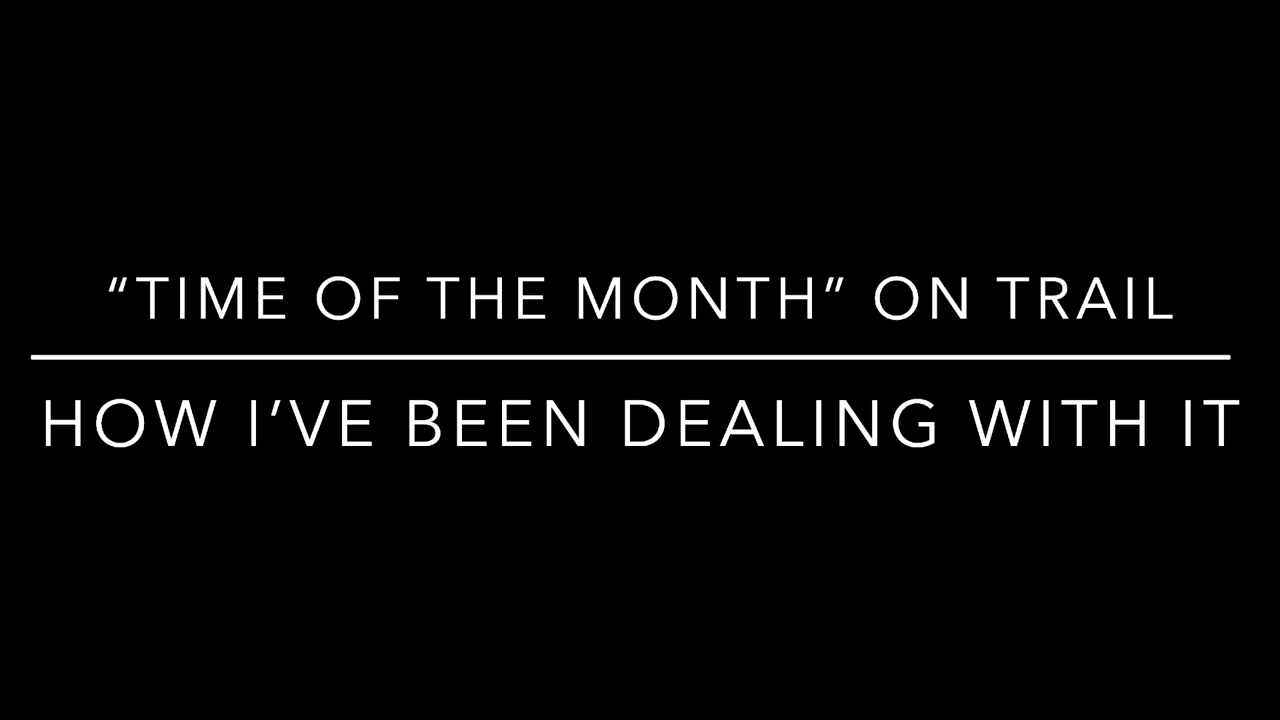 “TIME OF THE MONTH” ON TRAIL
HOW I’VE BEEN DEALING WITH IT